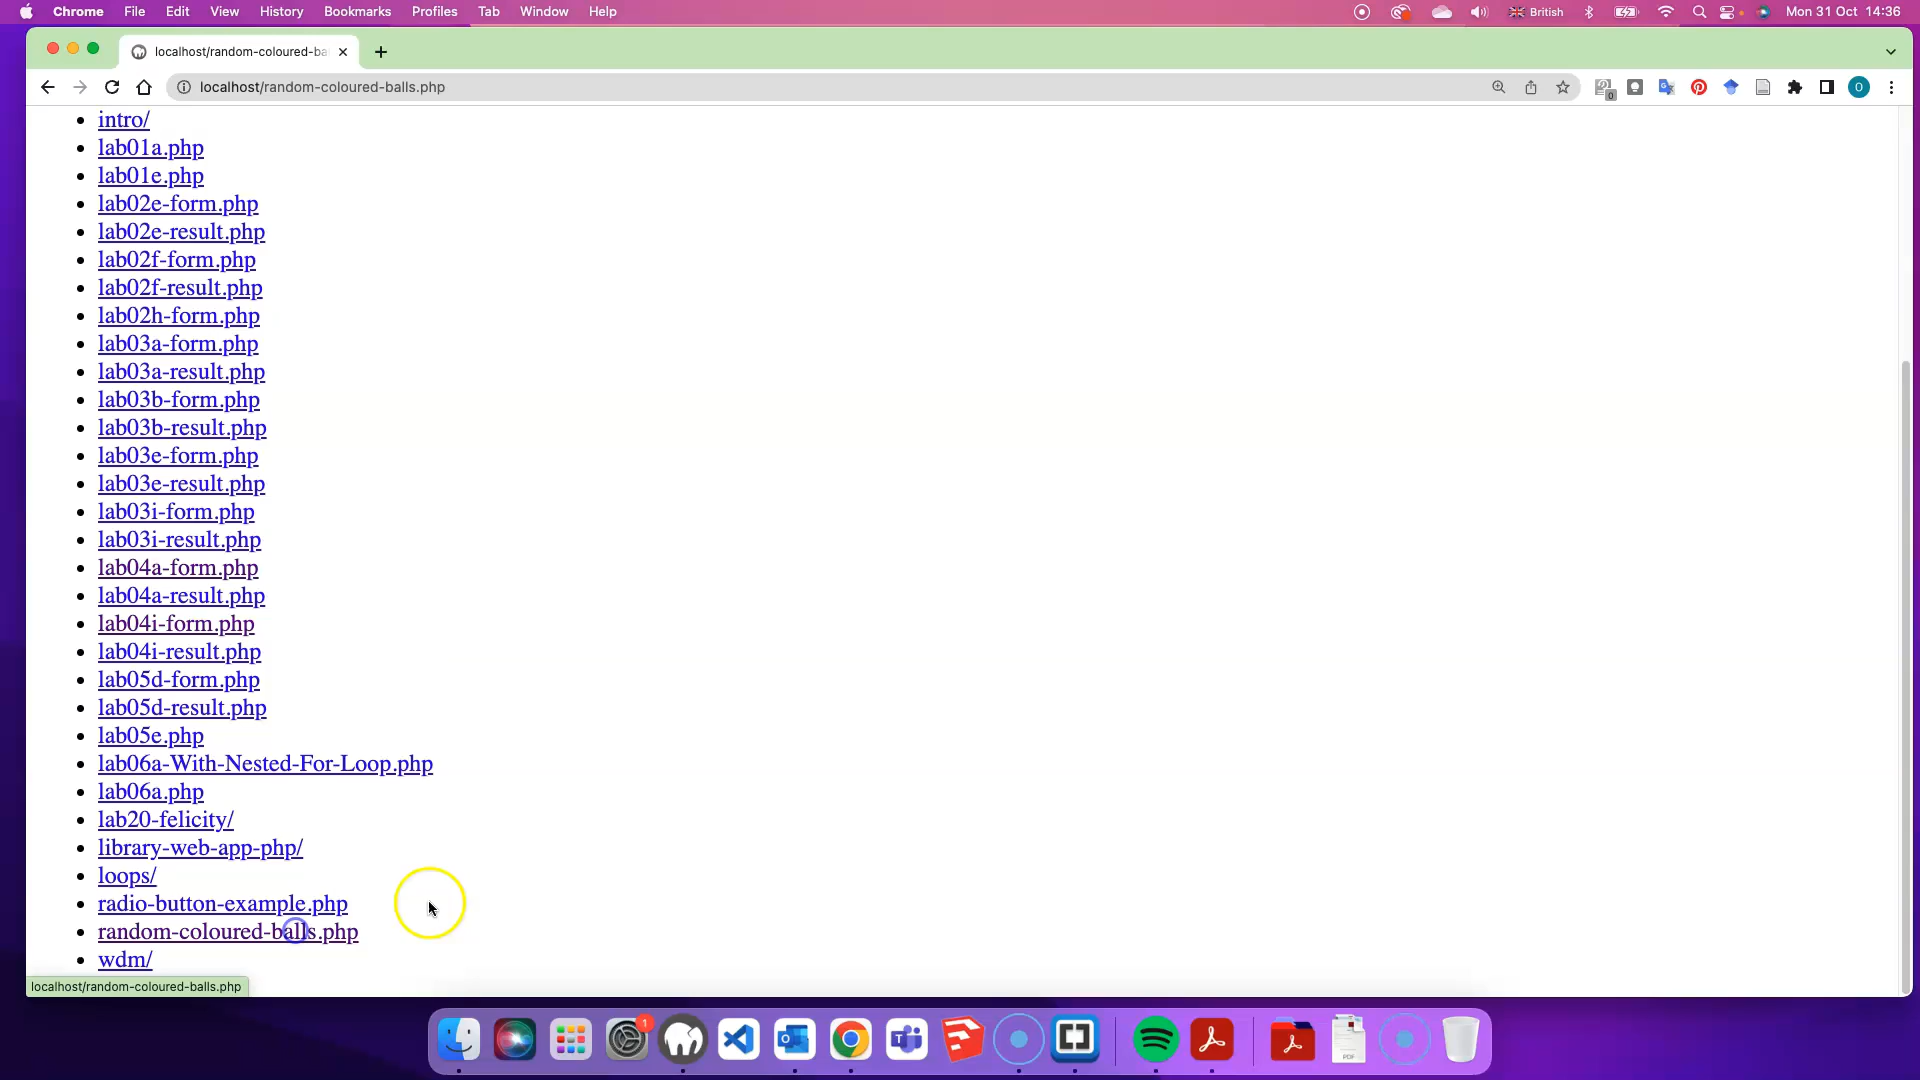 Chrome File Edit View History Bookmarks Profiles Tab Window Help British Mon 31 Oct 14:36
localhost/random-coloured-ba
localhost/random-coloured-balls.php 0 O
intro/
lab01a.php
lab01e.php
lab02e-form.php
lab02e-result.php
lab02f-form.php
lab02f-result.php
lab02h-form.php
lab03a-form.php
lab03a-result.php
lab03b-form.php
lab03b-result.php
lab03e-form.php
lab03e-result.php
lab03i-form.php
lab03i-result.php
lab04a-form.php
lab04a-result.php
lab04i-form.php
lab04i-result.php
lab05d-form.php
lab05d-result.php
lab05e.php
lab06a-With-Nested-For-Loop.php
lab06a.php
lab20-felicity/
library-web-app-php/
loops/
radio-button-example.php
random-coloured-balls.php
wdm/
localhost/random-coloured-balls.php
1
PDF